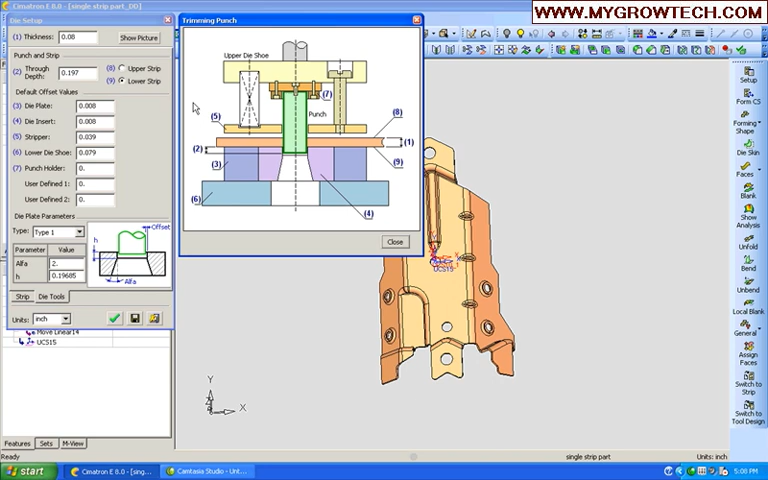 WWW.MYGROWTECH.COM
Cimatron E 8.0 - [single strip part_DD]
Die Setup
(1) Thickness: 0.08
Show Picture
Punch and Strip
(2) Through Depth: 0.197
(8) Upper Strip
(9) Lower Strip
Default Offset Values
(3) Die Plate: 0.008
(4) Die Insert: 0.008
(5) Stripper: 0.039
(6) Lower Die Shoe: 0.079
(7) Punch Holder: 0.
User Defined 1: 0.
User Defined 2: 0.
Die Plate Parameters
Type: Type 1
Parameter Value
Alfa 2.
h 0.19685
Offset
h
Alfa
Strip Die Tools
Units: inch
Move Linear14
UCS15
Features Sets M-View
Ready
Trimming Punch
Upper Die Shoe
(7)
Punch
(8)
(5)
(1)
(2)
(9)
(3)
(6)
(4)
Close
UCS15
Y
X
Setup
Form CS
Forming Shape
Die Skin
Faces
Show Analysis
Unfold
Bend
Unbend
Local Blank
General
Assign Faces
Switch to Strip
Switch to Tool Design
single strip part
Units: inch
start
Cimatron E 8.0 - [sing...
Camtasia Studio - Unt...
5:08 PM